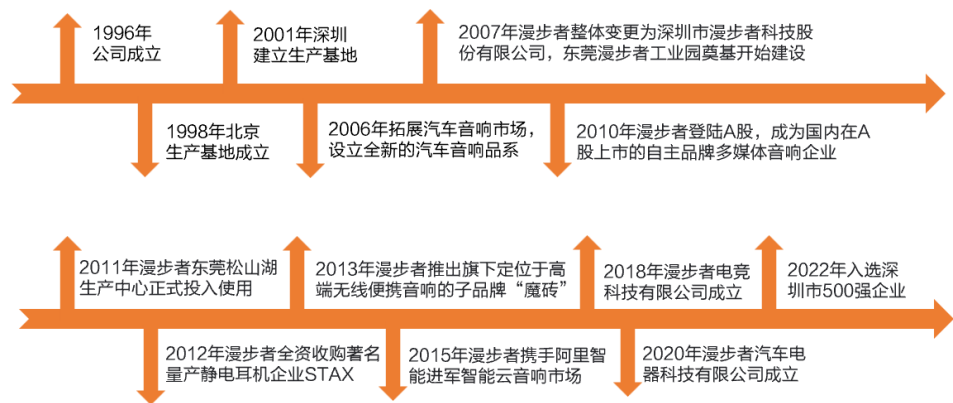 1996年
公司成立
2001年深圳
建立生产基地
2007年漫步者整体变更为深圳市漫步者科技股
份有限公司，东莞漫步者工业园奠基开始建设
1998年北京
生产基地成立
2006年拓展汽车音响市场，
设立全新的汽车音响品系
2010年漫步者登陆A股，成为国内在A
股上市的自主品牌多媒体音响企业
2011年漫步者东莞松山湖
生产中心正式投入使用
2013年漫步者推出旗下定位于高
端无线便携音响的子品牌“魔砖”
2018年漫步者电竞
科技有限公司成立
2022年入选深
圳市500强企业
2012年漫步者全资收购著名
量产静电耳机企业STAX
2015年漫步者携手阿里智
能进军智能云音响市场
2020年漫步者汽车电
器科技有限公司成立